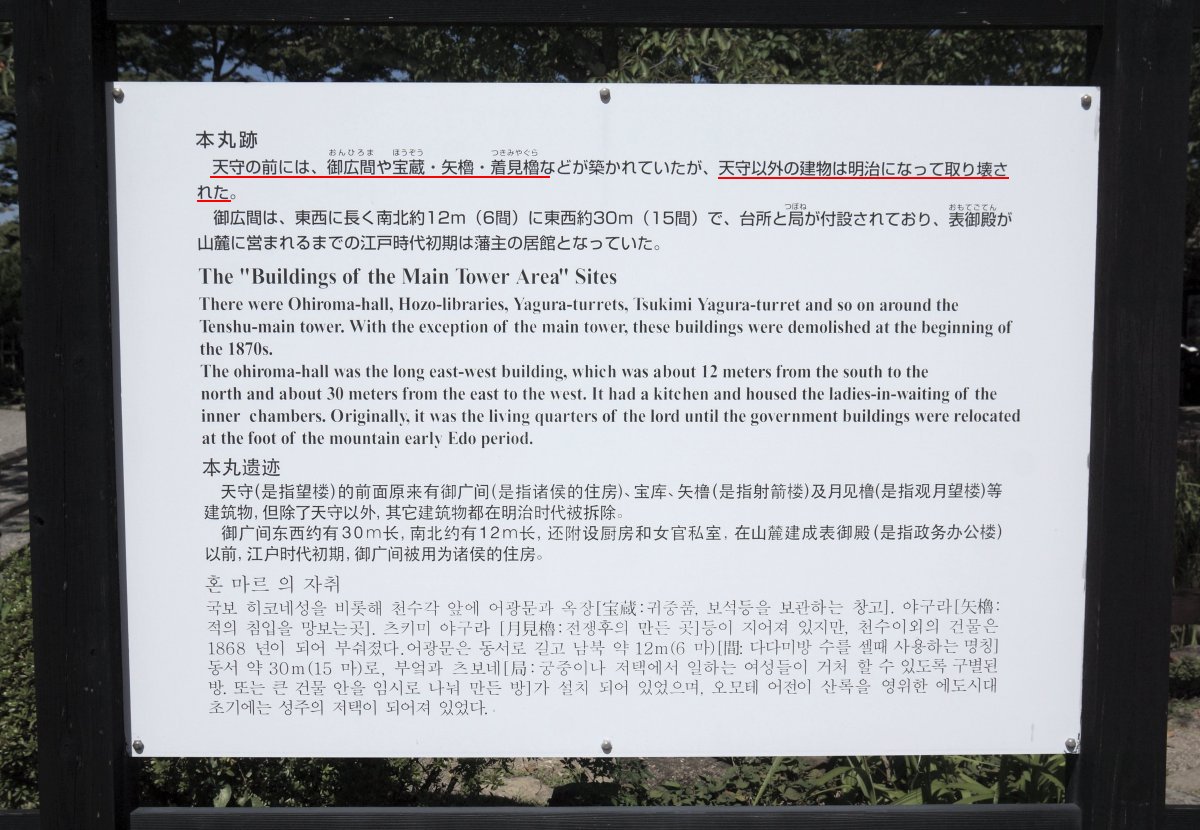 本丸跡
おんひろま ほうぞう つきみやぐら
天守の前には、御広間や宝蔵・矢櫓・着見櫓などが築かれていたが、天守以外の建物は明治になって取り壊さ
れた。
つぼね おもてごてん
御広間は、東西に長く南北約12m（6間）に東西約30m（15間）で、台所と局が付設されており、表御殿が
山麓に営まれるまでの江戸時代初期は藩主の居館となっていた。
The "Buildings of the Main Tower Area" Sites
There were Ohiroma-hall, Hozo-libraries, Yagura-turrets, Tsukimi Yagura-turret and so on around the
Tenshu-main tower. With the exception of the main tower, these buildings were demolished at the beginning of
the 1870s.
The ohiroma-hall was the long east-west building, which was about 12 meters from the south to the
north and about 30 meters from the east to the west. It had a kitchen and housed the ladies-in-waiting of the
inner chambers. Originally, it was the living quarters of the lord until the government buildings were relocated
at the foot of the mountain early Edo period.
本丸遗迹
天守(是指望楼)的前面原来有御广间(是指诸侯的住房)、宝库、矢橹(是指射箭楼)及月见橹(是指观月望楼)等
建筑物, 但除了天守以外, 其它建筑物都在明治时代被拆除。
御广间东西约有30m长, 南北约有12m长, 还附设厨房和女官私室, 在山麓建成表御殿(是指政务办公楼)
以前, 江户时代初期, 御广间被用为诸侯的住房。
혼 마르 의 자취
국보 히코네성을 비롯해 천수각 앞에 어광문과 옥장[宝蔵:귀중품, 보석등을 보관하는 창고], 야구라[矢櫓:
적의 침입을 망보는곳], 츠키미 야구라 [月見櫓:전쟁후의 만든 곳]등이 지어져 있지만, 천수이외의 건물은
1868 년이 되어 부숴졌다.어광문은 동서로 길고 남북 약 12m(6 마)[間: 다다미방 수를 셀때 사용하는 명칭]
동서 약 30m(15 마)로, 부엌과 츠보네[局:궁중이나 저택에서 일하는 여성들이 거처 할 수 있도록 구별된
방. 또는 큰 건물 안을 임시로 나눠 만든 방]가 설치 되어 있었으며, 오모테 어전이 산록을 영위한 에도시대
초기에는 성주의 저택이 되어져 있었다.